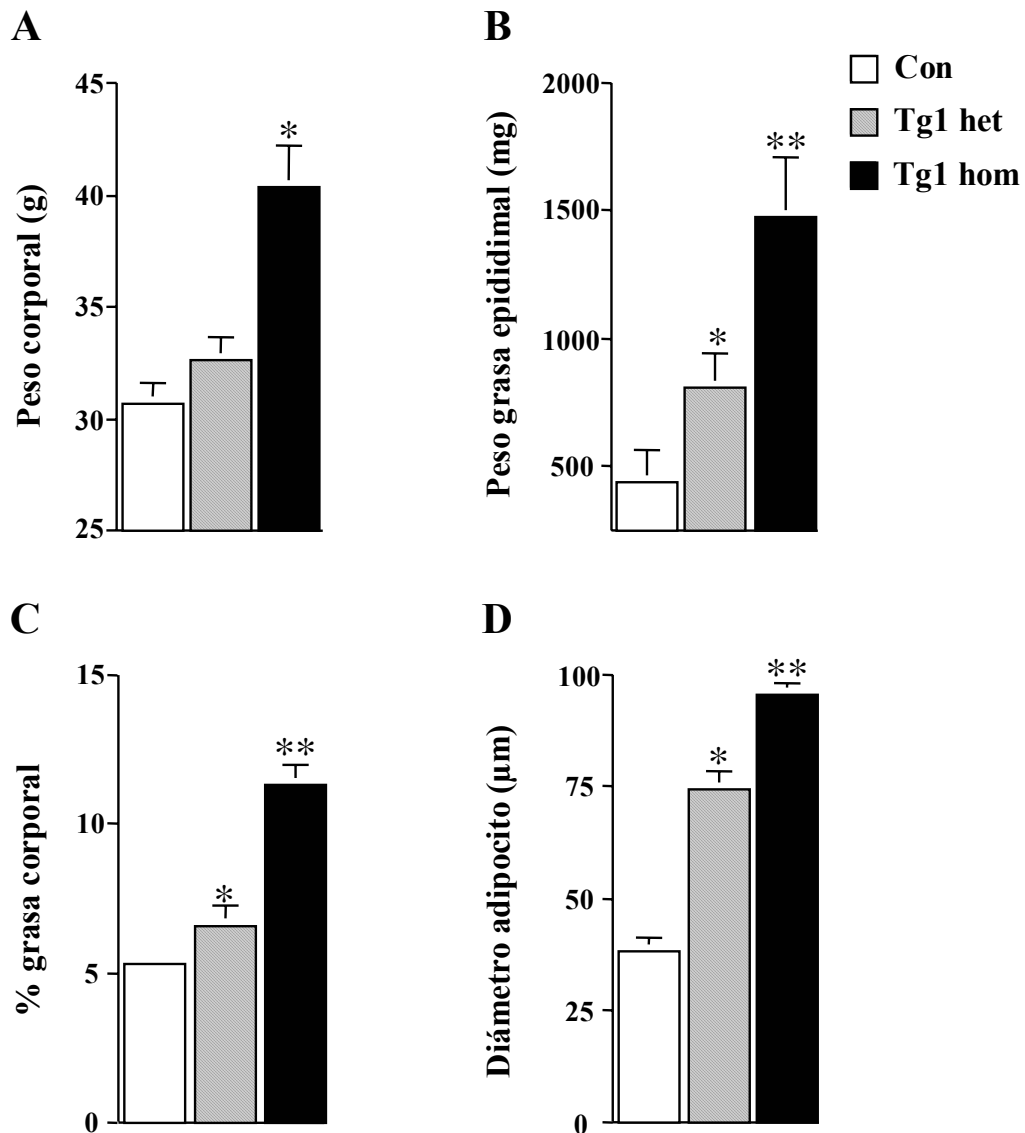 A
Peso corporal (g)
45
40
35
30
25
*
B
Peso grasa epididimal (mg)
2000
1500
1000
500
*
**
Con
Tg1 het
Tg1 hom
C
% grasa corporal
15
10
5
0
*
**
D
Diámetro adipocito (µm)
100
75
50
25
0
*
**